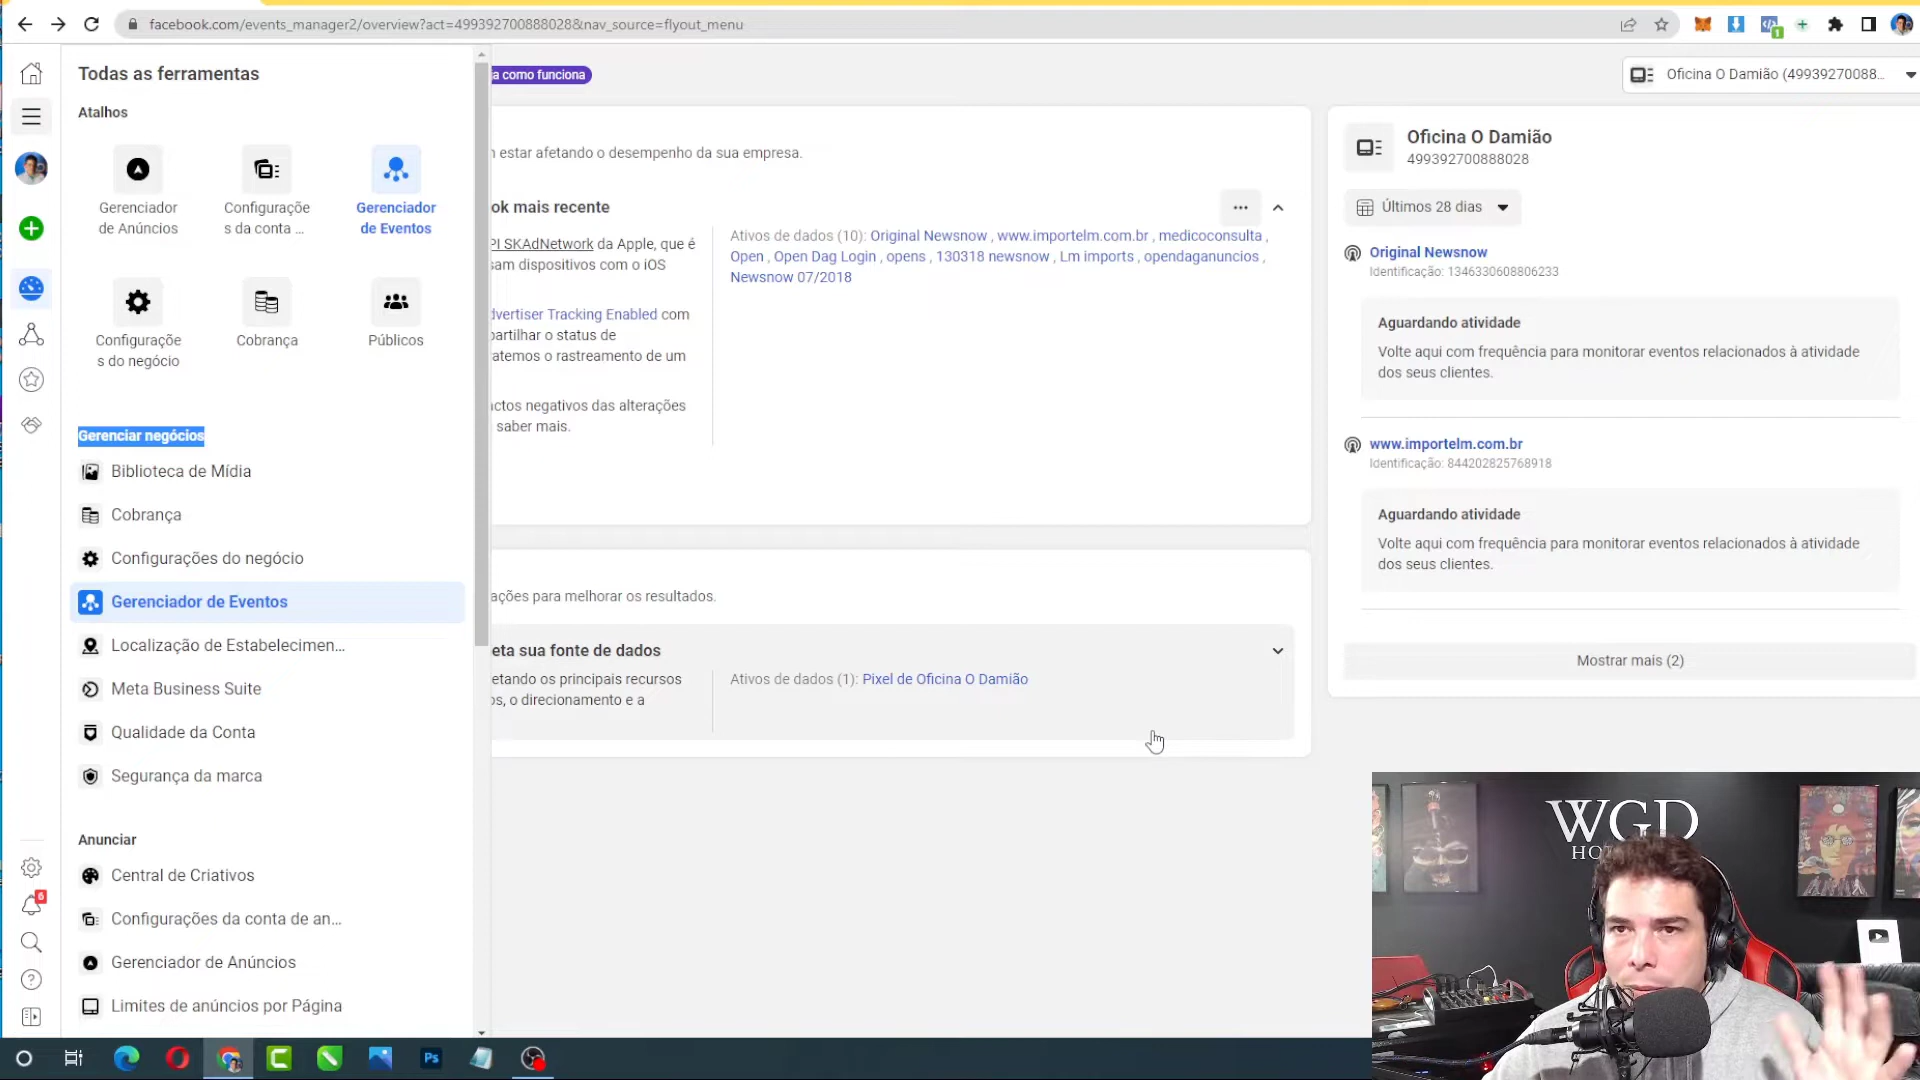 facebook.com/events_manager2/overview?act=499392700888028&nav_source=flyout_menu
1
Todas as ferramentas
Atalhos
Gerenciador
de Anúncios
Configuraçõe
s da conta ...
Gerenciador
de Eventos
Configuraçõe
s do negócio
Cobrança
Públicos
Gerenciar negócios
Biblioteca de Mídia
Cobrança
Configurações do negócio
Gerenciador de Eventos
Localização de Estabelecimen...
Meta Business Suite
Qualidade da Conta
Segurança da marca
Anunciar
Central de Criativos
Configurações da conta de an...
Gerenciador de Anúncios
Limites de anúncios por Página
6
a como funciona
estar afetando o desempenho da sua empresa.
ok mais recente
PI SKAdNetwork da Apple, que é
sam dispositivos com o iOS
dvertiser Tracking Enabled com
partilhar o status de
atemos o rastreamento de um
actos negativos das alterações
saber mais.
Ativos de dados (10): Original Newsnow , www.importelm.com.br , medicoconsulta ,
Open , Open Dag Login , opens , 130318 newsnow , Lm imports , opendaganuncios ,
Newsnow 07/2018
ações para melhorar os resultados.
eta sua fonte de dados
etando os principais recursos
os, o direcionamento e a
Ativos de dados (1): Pixel de Oficina O Damião
Oficina O Damião (49939270088...
Oficina O Damião
499392700888028
Últimos 28 dias
Original Newsnow
Identificação: 1346330608806233
Aguardando atividade
Volte aqui com frequência para monitorar eventos relacionados à atividade
dos seus clientes.
www.importelm.com.br
Identificação: 844202825768918
Aguardando atividade
Volte aqui com frequência para monitorar eventos relacionados à atividade
dos seus clientes.
Mostrar mais (2)
WGD
HO
Ps